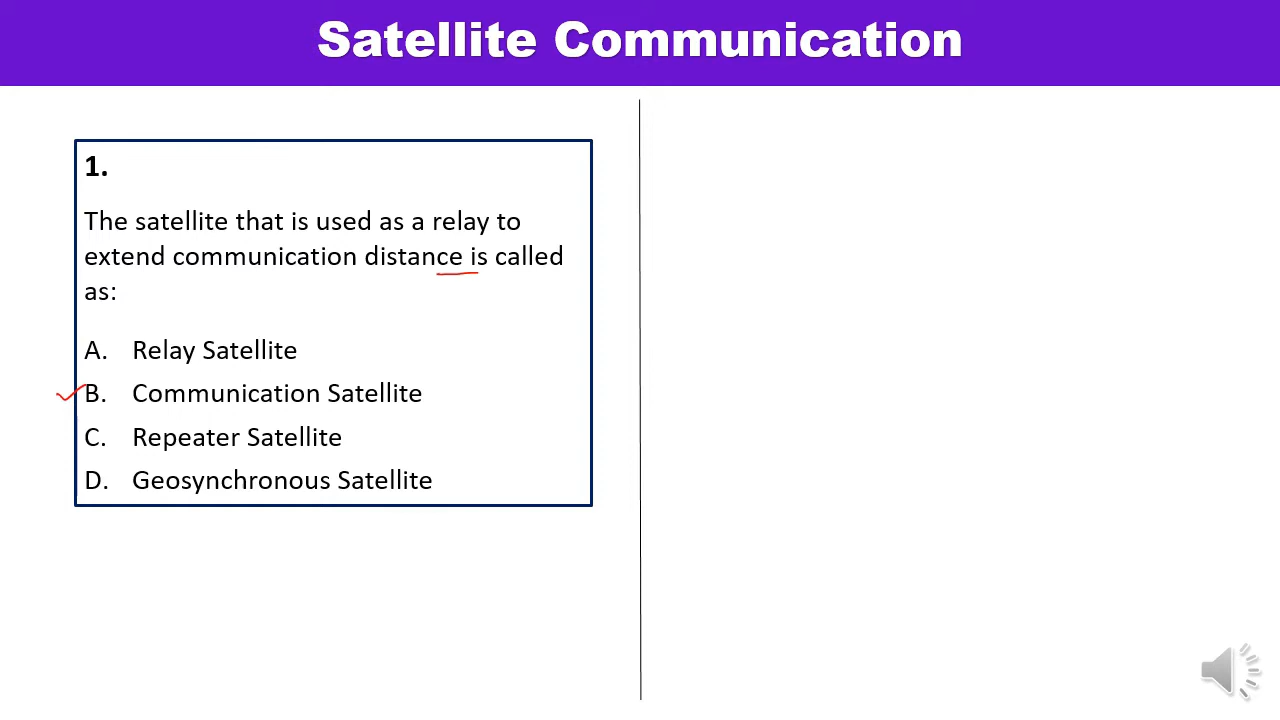 Satellite Communication
1.
The satellite that is used as a relay to
extend communication distance is called
as:
A. Relay Satellite
B. Communication Satellite
C. Repeater Satellite
D. Geosynchronous Satellite